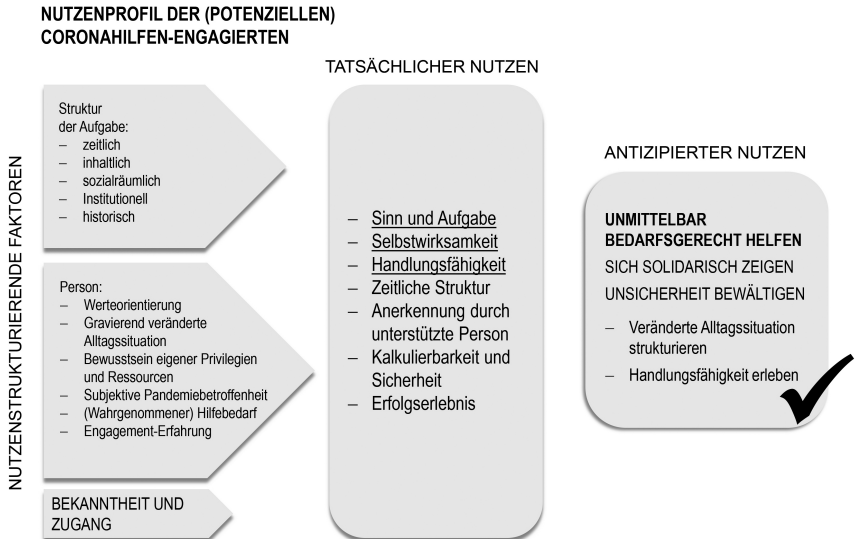 NUTZENPROFIL DER (POTENZIELLEN)
CORONAHILFEN-ENGAGIERTEN
NUTZENSTRUKTURIERENDE FAKTOREN
Struktur
der Aufgabe:
– zeitlich
– inhaltlich
– sozialräumlich
– Institutionell
– historisch
Person:
– Werteorientierung
– Gravierend veränderte
Alltagssituation
– Bewusstsein eigener Privilegien
und Ressourcen
– Subjektive Pandemiebetroffenheit
– (Wahrgenommener) Hilfebedarf
– Engagement-Erfahrung
BEKANNTHEIT UND
ZUGANG
TATSÄCHLICHER NUTZEN
– Sinn und Aufgabe
– Selbstwirksamkeit
– Handlungsfähigkeit
– Zeitliche Struktur
– Anerkennung durch
unterstützte Person
– Kalkulierbarkeit und
Sicherheit
– Erfolgserlebnis
ANTIZIPIERTER NUTZEN
UNMITTELBAR
BEDARFSGERECHT HELFEN
SICH SOLIDARISCH ZEIGEN
UNSICHERHEIT BEWÄLTIGEN
– Veränderte Alltagssituation
strukturieren
– Handlungsfähigkeit erleben